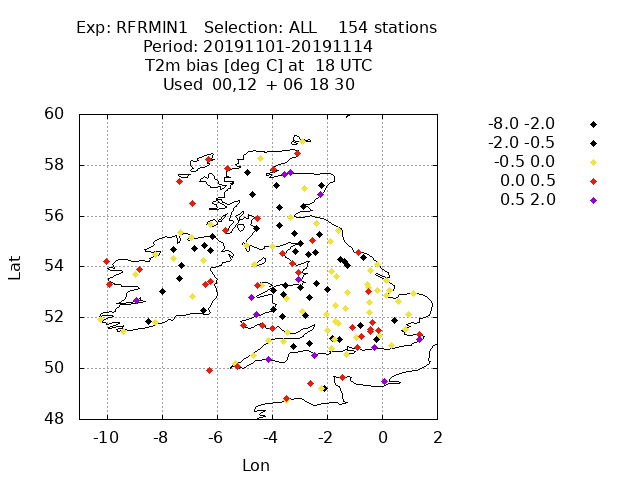 Exp: RFRMIN1 Selection: ALL 154 stations
Period: 20191101-20191114
T2m bias [deg C] at 18 UTC
Used 00,12 + 06 18 30
60
58
56
54
52
50
48
Lat
-10 -8 -6 -4 -2 0 2
Lon
-8.0 -2.0
-2.0 -0.5
-0.5 0.0
0.0 0.5
0.5 2.0